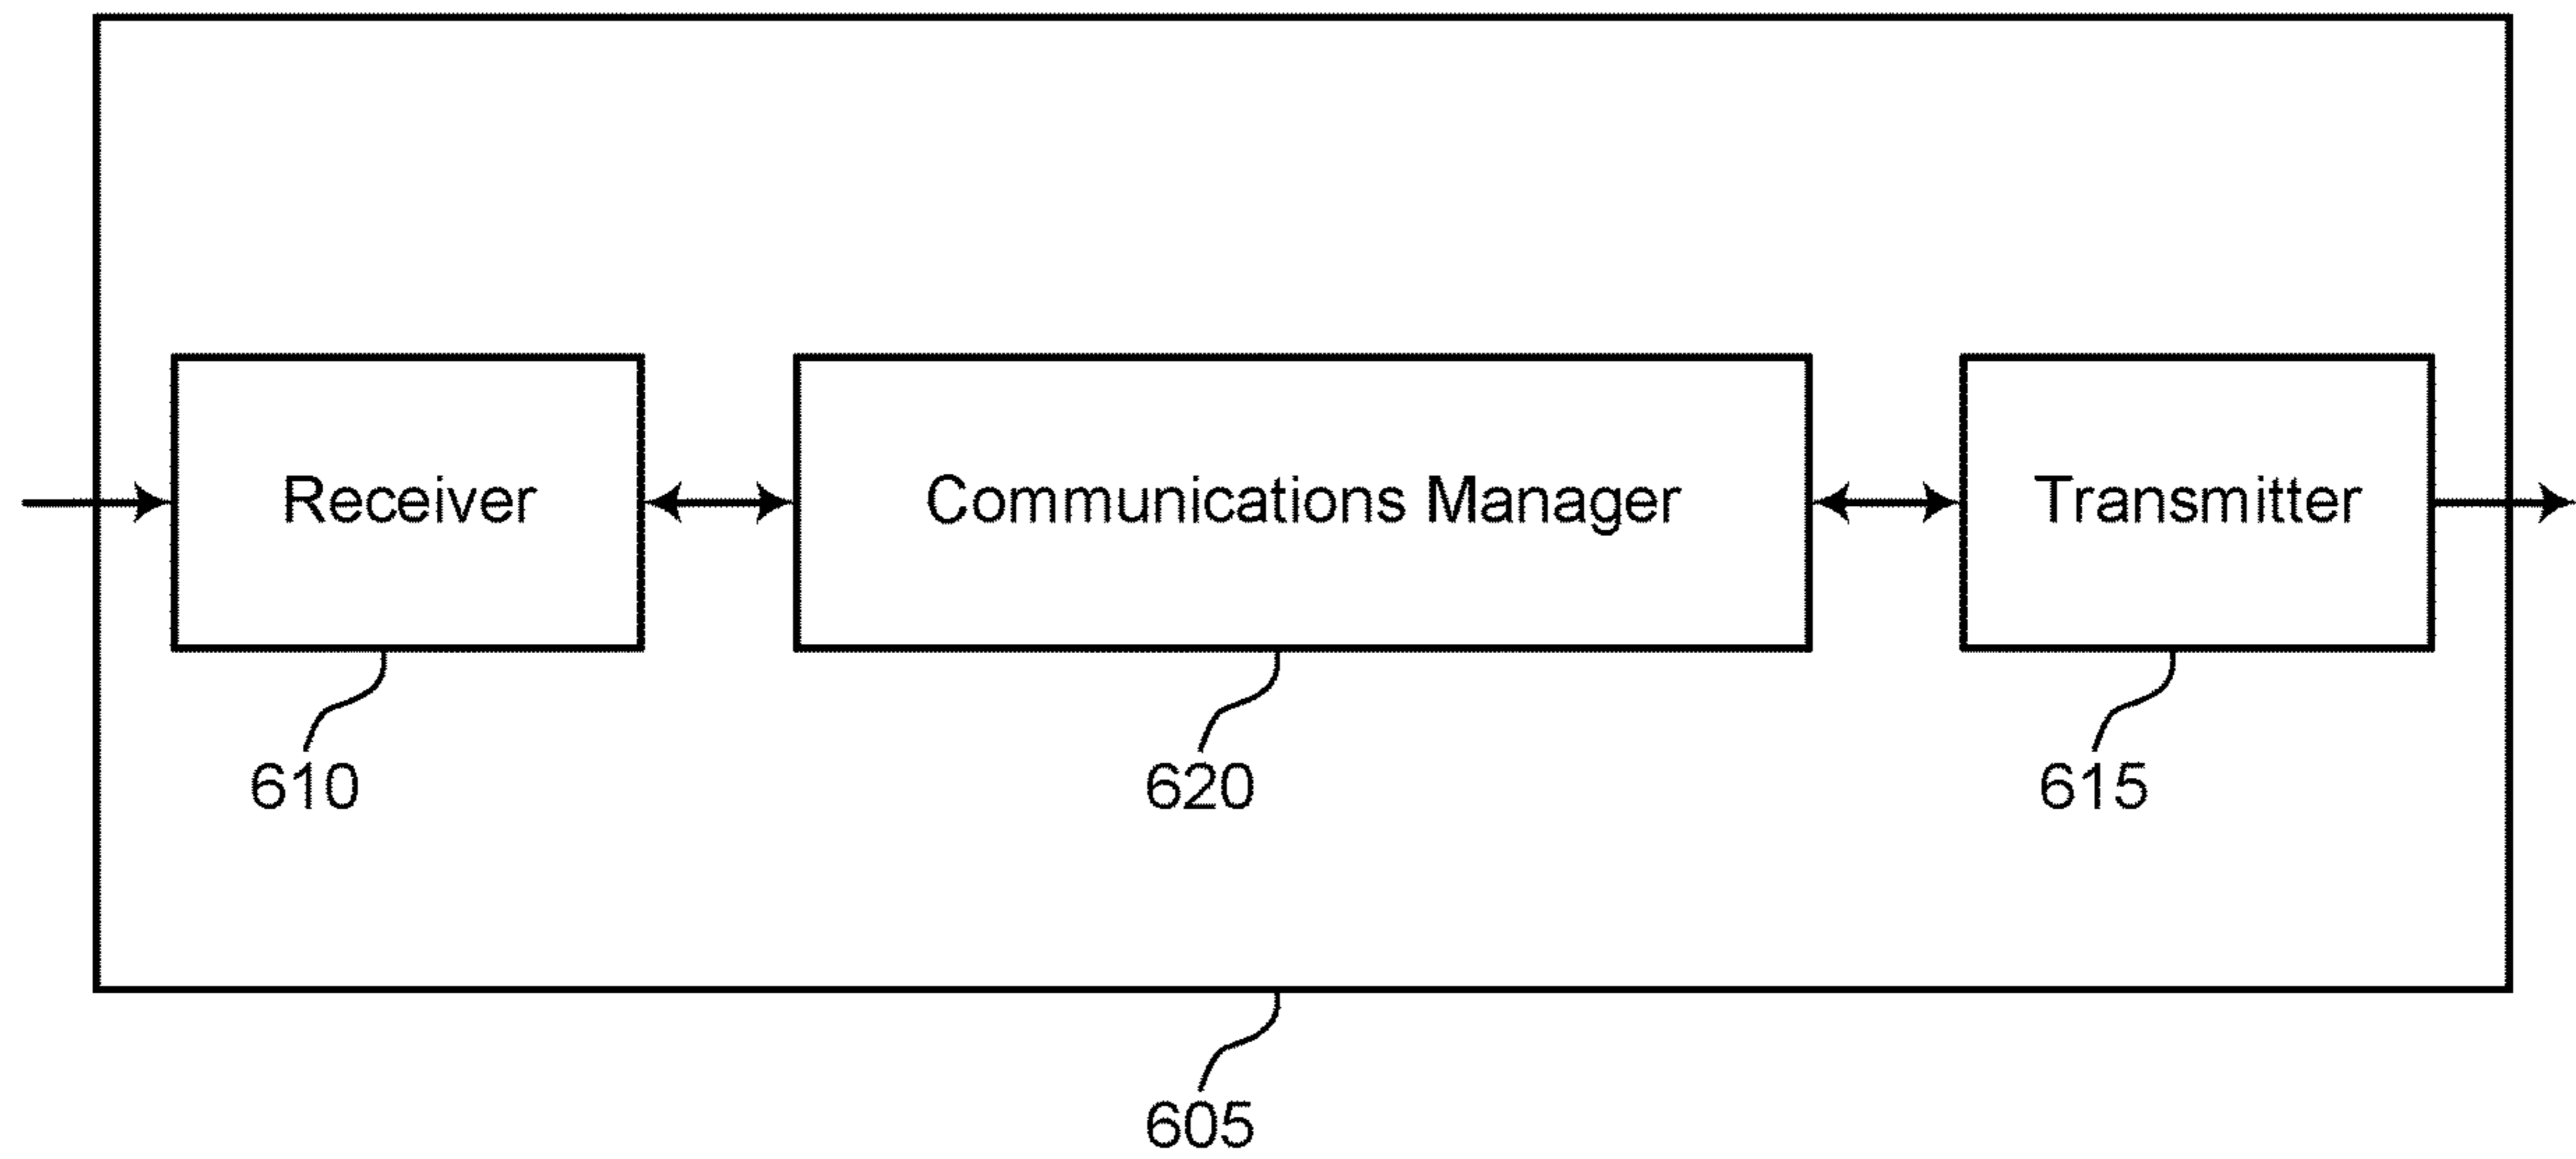 Receiver
Communications Manager
Transmitter
610
620
615
605